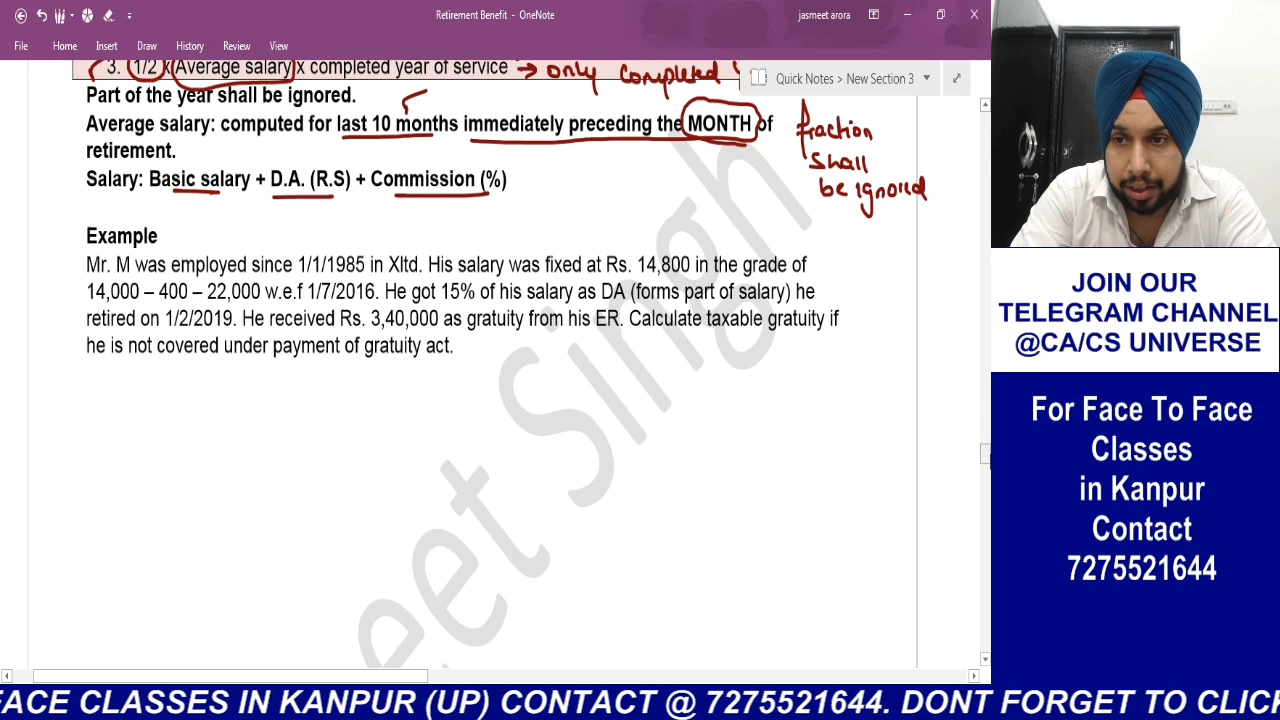 Retirement Benefit - OneNote
jasmeet arora
File Home Insert Draw History Review View
3. 1/2 x Average salary x completed year of service → only completed
Quick Notes > New Section 3
Part of the year shall be ignored.
Average salary: computed for last 10 months immediately preceding the MONTH of
retirement.
Salary: Basic salary + D.A. (R.S) + Commission (%)
fraction
shall
be ignored
Example
Mr. M was employed since 1/1/1985 in Xltd. His salary was fixed at Rs. 14,800 in the grade of
14,000 – 400 – 22,000 w.e.f 1/7/2016. He got 15% of his salary as DA (forms part of salary) he
retired on 1/2/2019. He received Rs. 3,40,000 as gratuity from his ER. Calculate taxable gratuity if
he is not covered under payment of gratuity act.
eet Singh
JOIN OUR
TELEGRAM CHANNEL
@CA/CS UNIVERSE
For Face To Face
Classes
in Kanpur
Contact
7275521644
FACE CLASSES IN KANPUR (UP) CONTACT @ 7275521644. DONT FORGET TO CLICK